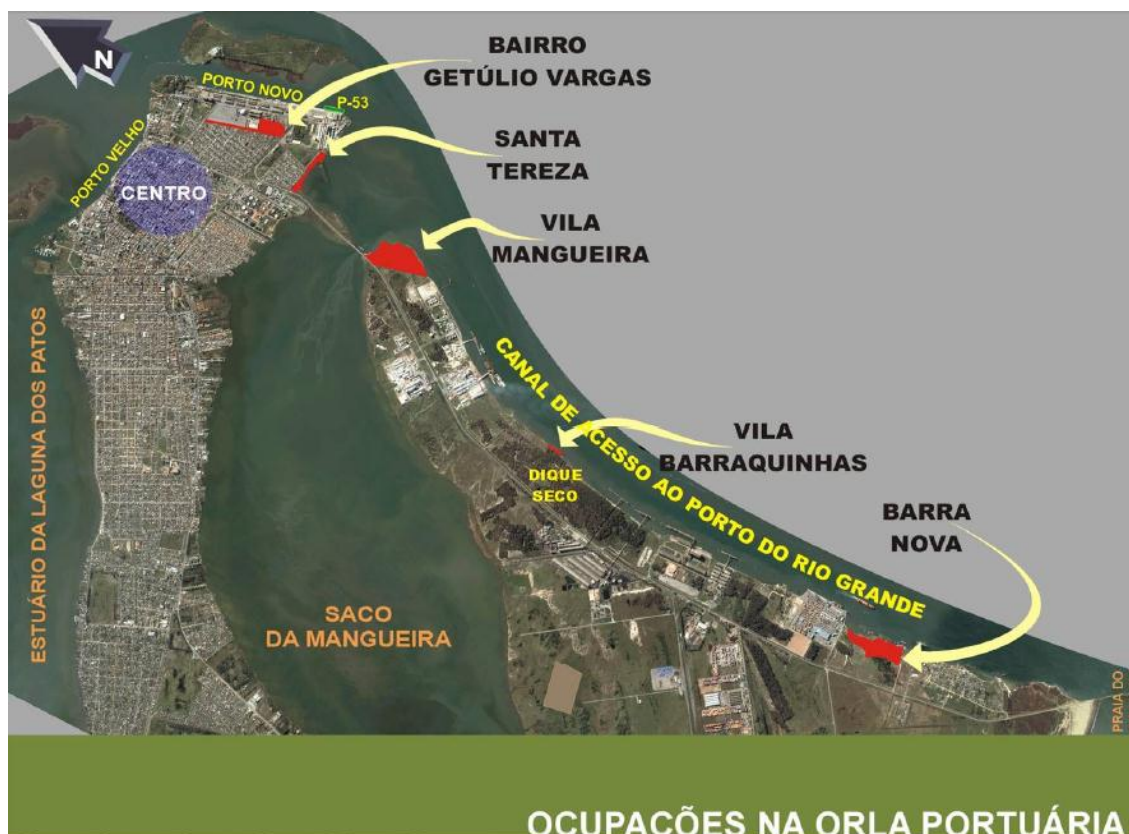 N
BAIRRO
GETÚLIO VARGAS
PORTO NOVO
P-53
SANTA
TEREZA
PORTO VELHO
CENTRO
VILA
MANGUEIRA
ESTUÁRIO DA LAGUNA DOS PATOS
CANAL DE ACESSO AO PORTO DO RIO GRANDE
VILA
BARRAQUINHAS
DIQUE
SECO
BARRA
NOVA
SACO
DA MANGUEIRA
PRAIA DO
OCUPAÇÕES NA ORLA PORTUÁRIA